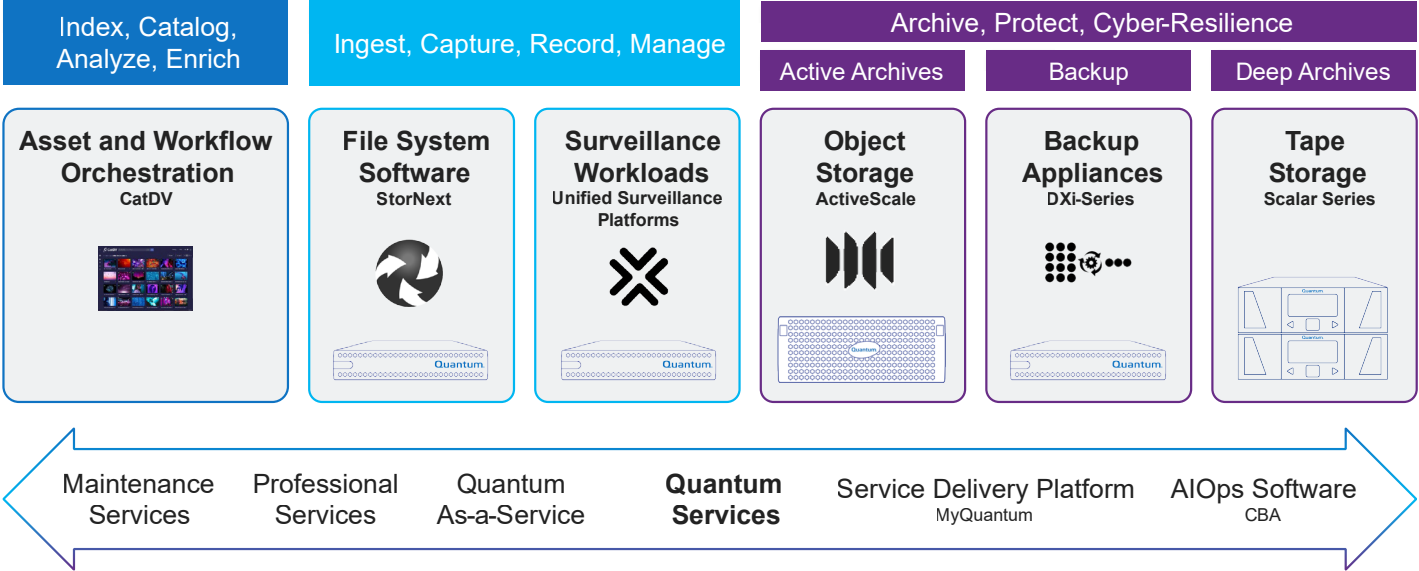 Index, Catalog,
Analyze, Enrich
Ingest, Capture, Record, Manage
Archive, Protect, Cyber-Resilience
Active Archives
Backup
Deep Archives
Asset and Workflow
Orchestration
CatDV
File System
Software
StorNext
Quantum
Surveillance
Workloads
Unified Surveillance
Platforms
Quantum
Object
Storage
ActiveScale
Quantum
Backup
Appliances
DXi-Series
Quantum
Tape
Storage
Scalar Series
Quantum
Quantum
Maintenance
Services
Professional
Services
Quantum
As-a-Service
Quantum
Services
Service Delivery Platform
MyQuantum
AIOps Software
CBA